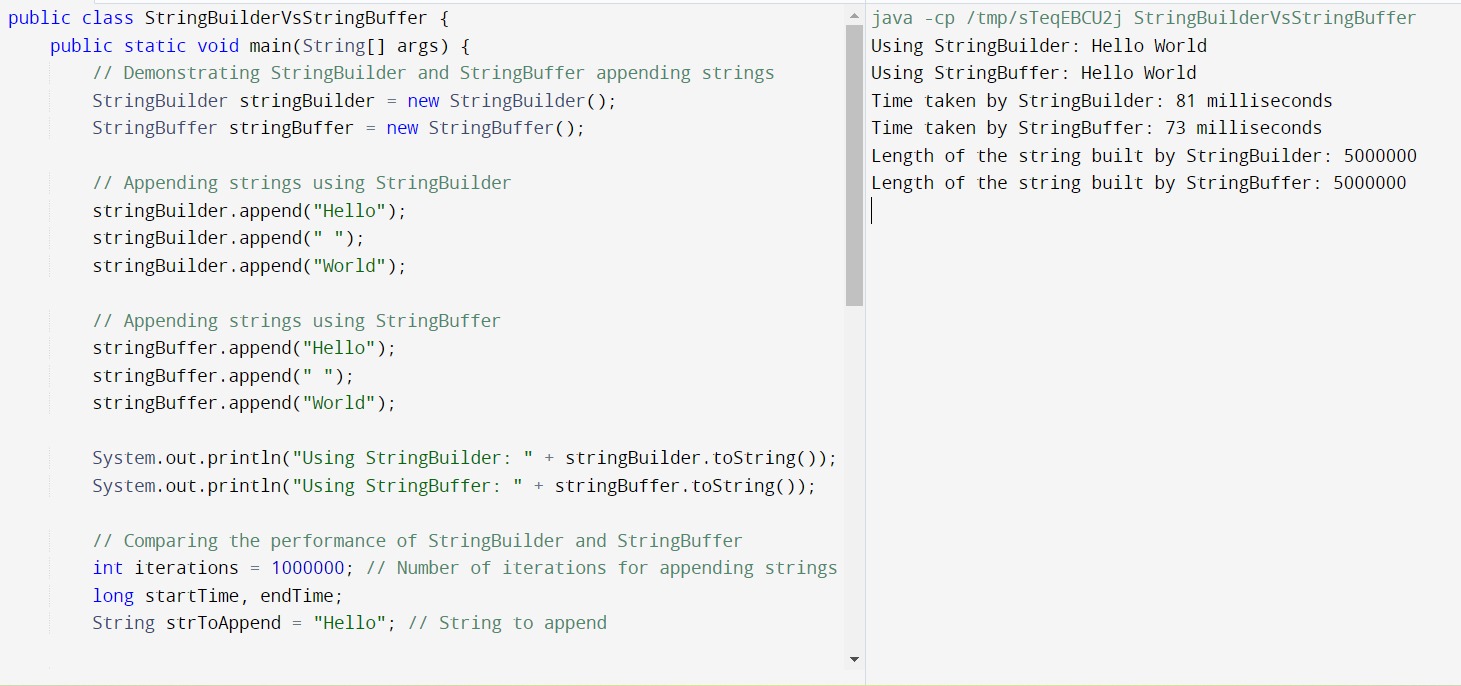 public class StringBuilderVsStringBuffer {
    public static void main(String[] args) {
        // Demonstrating StringBuilder and StringBuffer appending strings
        StringBuilder stringBuilder = new StringBuilder();
        StringBuffer stringBuffer = new StringBuffer();

        // Appending strings using StringBuilder
        stringBuilder.append("Hello");
        stringBuilder.append(" ");
        stringBuilder.append("World");

        // Appending strings using StringBuffer
        stringBuffer.append("Hello");
        stringBuffer.append(" ");
        stringBuffer.append("World");

        System.out.println("Using StringBuilder: " + stringBuilder.toString());
        System.out.println("Using StringBuffer: " + stringBuffer.toString());

        // Comparing the performance of StringBuilder and StringBuffer
        int iterations = 1000000; // Number of iterations for appending strings
        long startTime, endTime;
        String strToAppend = "Hello"; // String to append

java -cp /tmp/sTeqEBCU2j StringBuilderVsStringBuffer
Using StringBuilder: Hello World
Using StringBuffer: Hello World
Time taken by StringBuilder: 81 milliseconds
Time taken by StringBuffer: 73 milliseconds
Length of the string built by StringBuilder: 5000000
Length of the string built by StringBuffer: 5000000